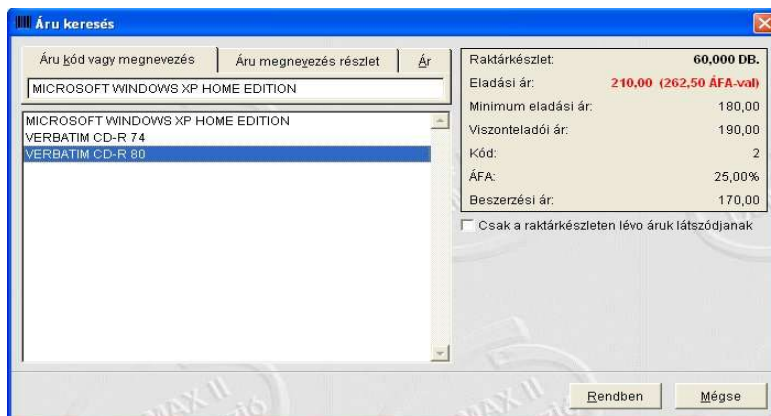 Áru keresés
Áru kód vagy megnevezés
Áru megnevezés részlet
Ár
MICROSOFT WINDOWS XP HOME EDITION
MICROSOFT WINDOWS XP HOME EDITION
VERBATIM CD-R 74
VERBATIM CD-R 80
Raktárkészlet: 60,000 DB.
Eladási ár: 210,00 (262,50 ÁFA-val)
Minimum eladási ár: 180,00
Viszonteladói ár: 190,00
Kód: 2
ÁFA: 25,00%
Beszerzési ár: 170,00
Csak a raktárkészleten lévo áruk látszódjanak
Rendben
Mégse